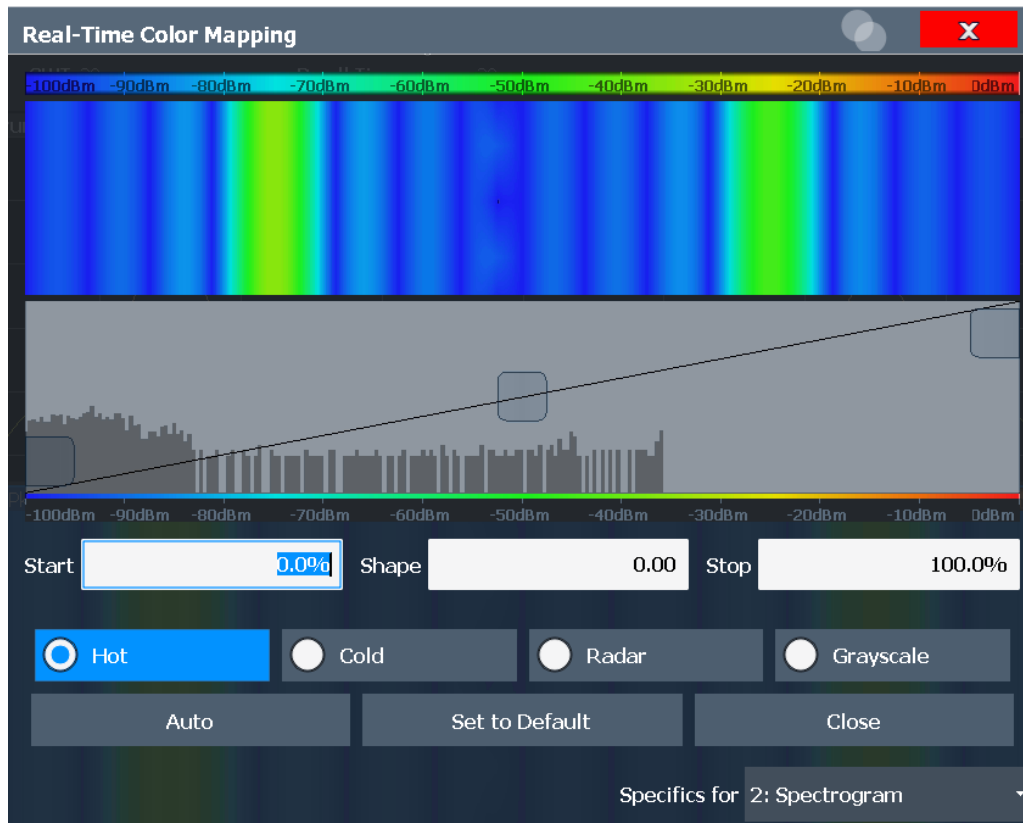 Real-Time Color Mapping X
-100dBm -90dBm -80dBm -70dBm -60dBm -50dBm -40dBm -30dBm -20dBm -10dBm 0dBm
-100dBm -90dBm -80dBm -70dBm -60dBm -50dBm -40dBm -30dBm -20dBm -10dBm 0dBm
Start 0.0% Shape 0.00 Stop 100.0%
Hot Cold Radar Grayscale
Auto Set to Default Close
Specifics for 2: Spectrogram